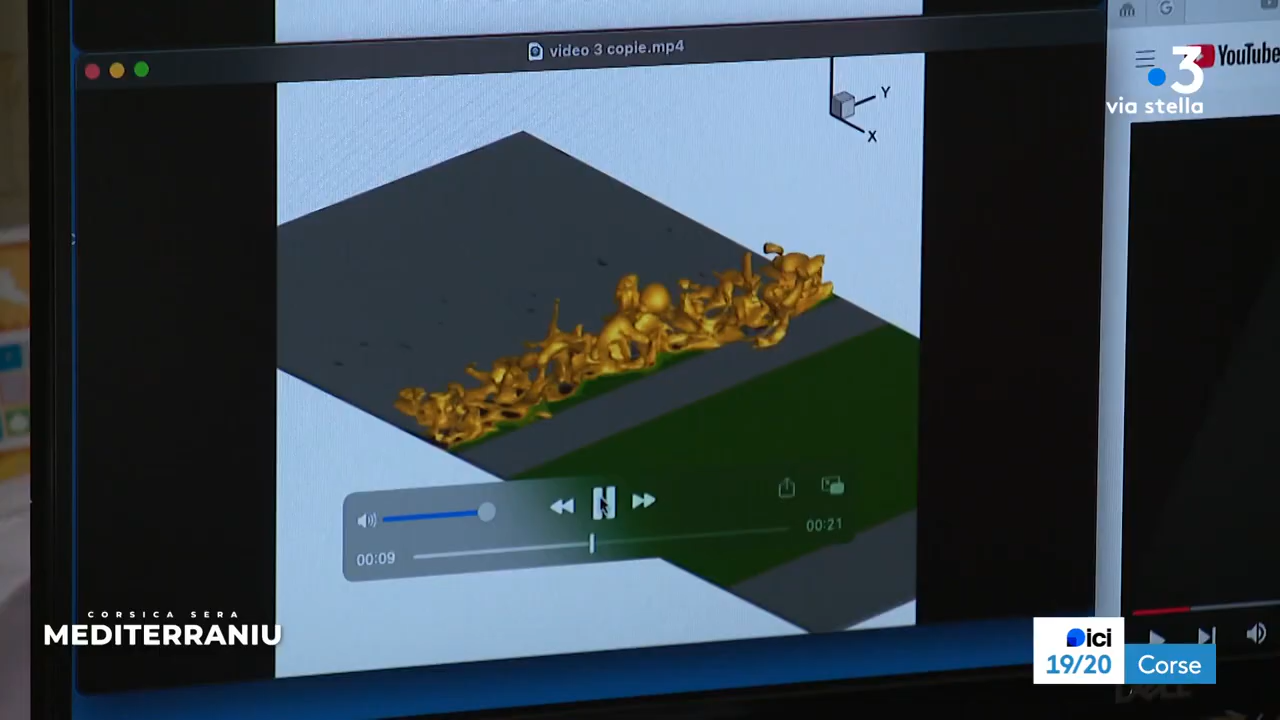 video 3 copie.mp4
YouTube
3
via stella
Y
X
00:09
00:21
CORSICA SERA
MEDITERRANIU
ici
19/20
Corse
DELL